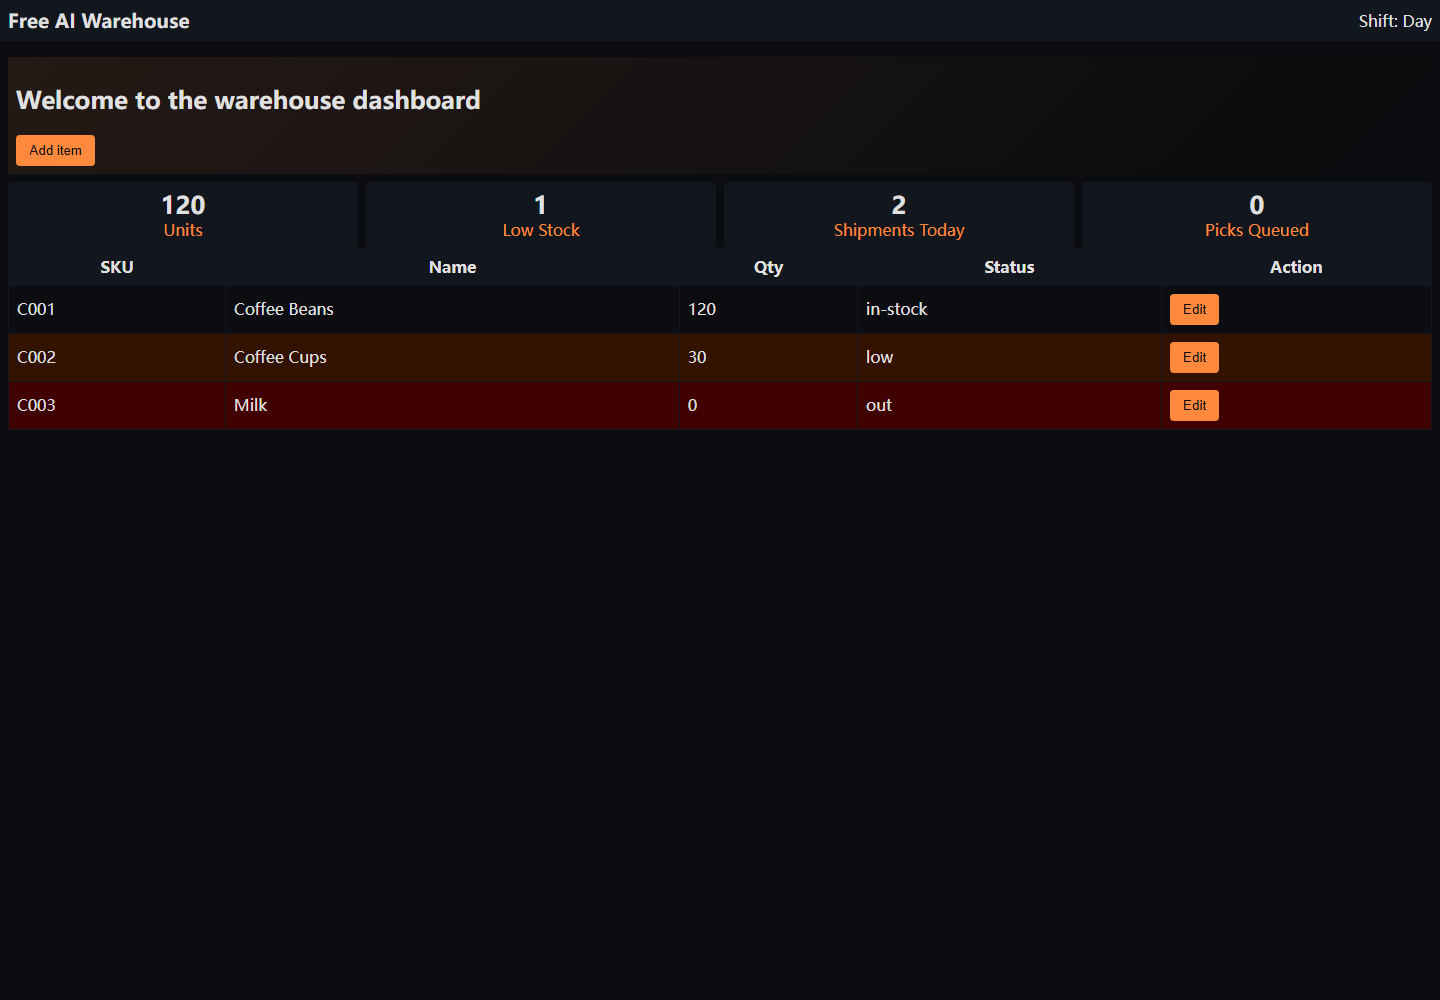 Free AI Warehouse
Shift: Day
Welcome to the warehouse dashboard
Add item
120
Units
1
Low Stock
2
Shipments Today
0
Picks Queued
SKU Name Qty Status Action
C001 Coffee Beans 120 in-stock Edit
C002 Coffee Cups 30 low Edit
C003 Milk 0 out Edit